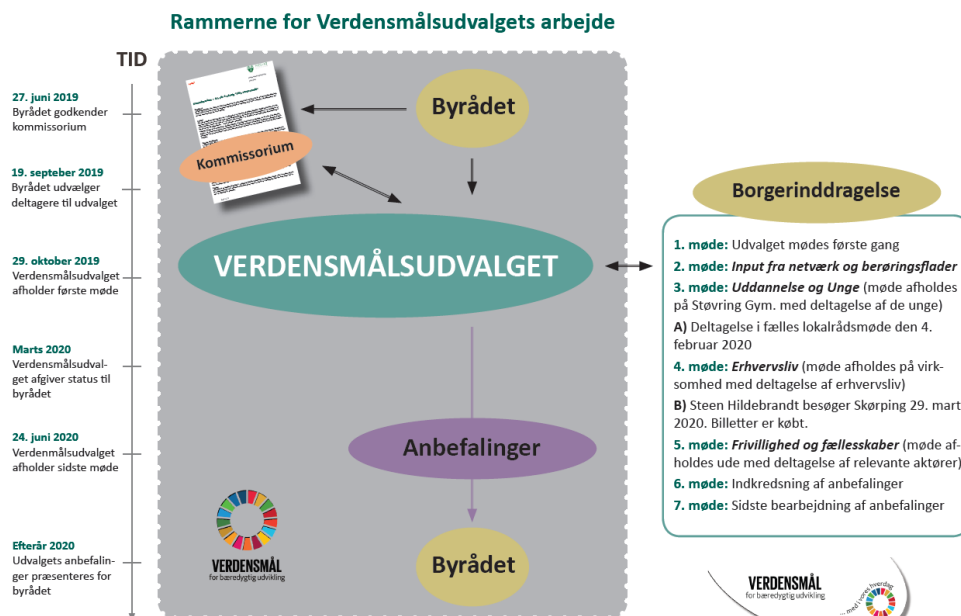 Rammerne for Verdensmålsudvalgets arbejde
TID
27. juni 2019
Byrådet godkender
kommissorium
19. septeber 2019
Byrådet udvælger
deltagere til udvalget
29. oktober 2019
Verdensmålsudvalget
afholder første møde
Marts 2020
Verdensmålsudval-
get afgiver status til
byrådet
24. juni 2020
Verdenmålsudvalget
afholder sidste møde
Efterår 2020
Udvalgets anbefalin-
ger præsenteres for
byrådet
Kommissorium
Byrådet
VERDENSMÅLSUDVALGET
Anbefalinger
Byrådet
VERDENSMÅL
for bæredygtig udvikling
Borgerinddragelse
1. møde: Udvalget mødes første gang
2. møde: Input fra netværk og berøringsflader
3. møde: Uddannelse og Unge (møde afholdes
på Støvring Gym. med deltagelse af de unge)
A) Deltagelse i fælles lokalrådsmøde den 4.
februar 2020
4. møde: Erhvervsliv (møde afholdes på virk-
somhed med deltagelse af erhvervsliv)
B) Steen Hildebrandt besøger Skørping 29. mart
2020. Billetter er købt.
5. møde: Frivillighed og fællesskaber (møde af-
holdes ude med deltagelse af relevante aktører)
6. møde: Indkredsning af anbefalinger
7. møde: Sidste bearbejdning af anbefalinger
VERDENSMÅL
for bæredygtig udvikling
... med i vores hverdag